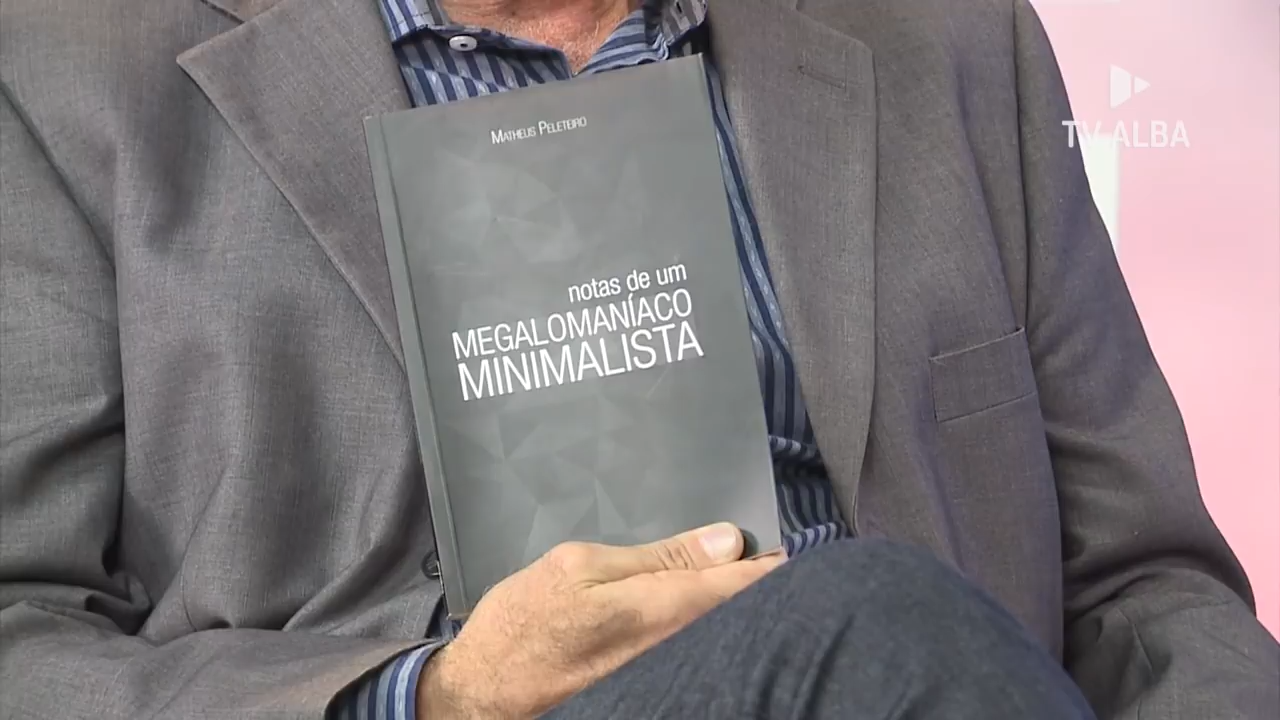 TV ALBA
Matheus Peleteiro
notas de um
MEGALOMANÍACO
MINIMALISTA